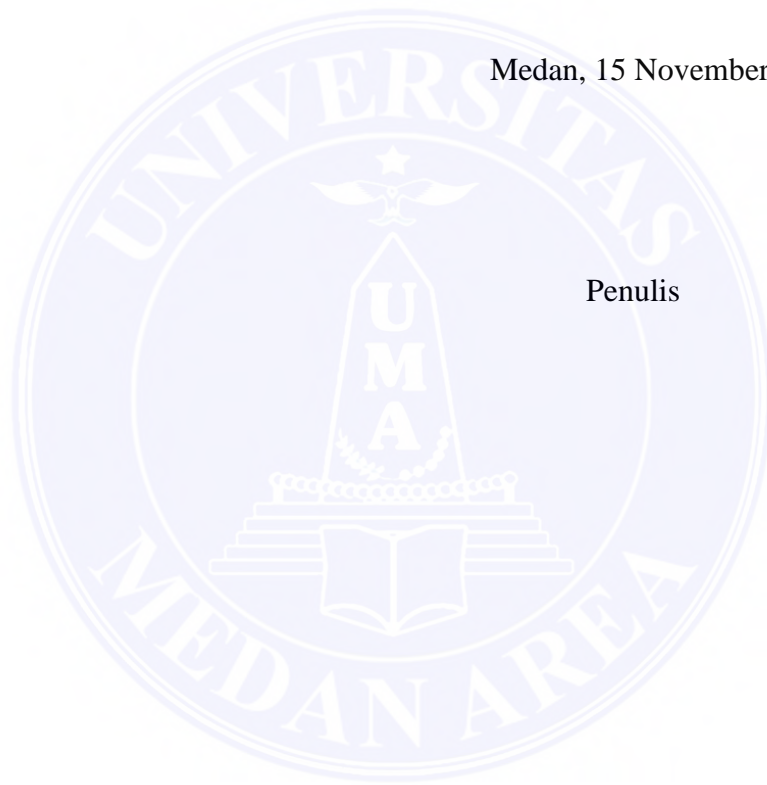 Medan, 15 November
Penulis
UNIVERSITAS
U
M
A
MEDAN AREA